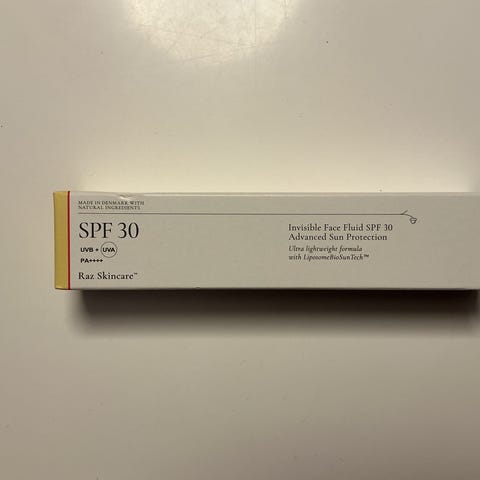 MADE IN DENMARK WITH
NATURAL INGREDIENTS
SPF 30
UVB + UVA
PA++++
Raz Skincare™
Invisible Face Fluid SPF 30
Advanced Sun Protection
Ultra lightweight formula
with LiposomeBioSunTech™